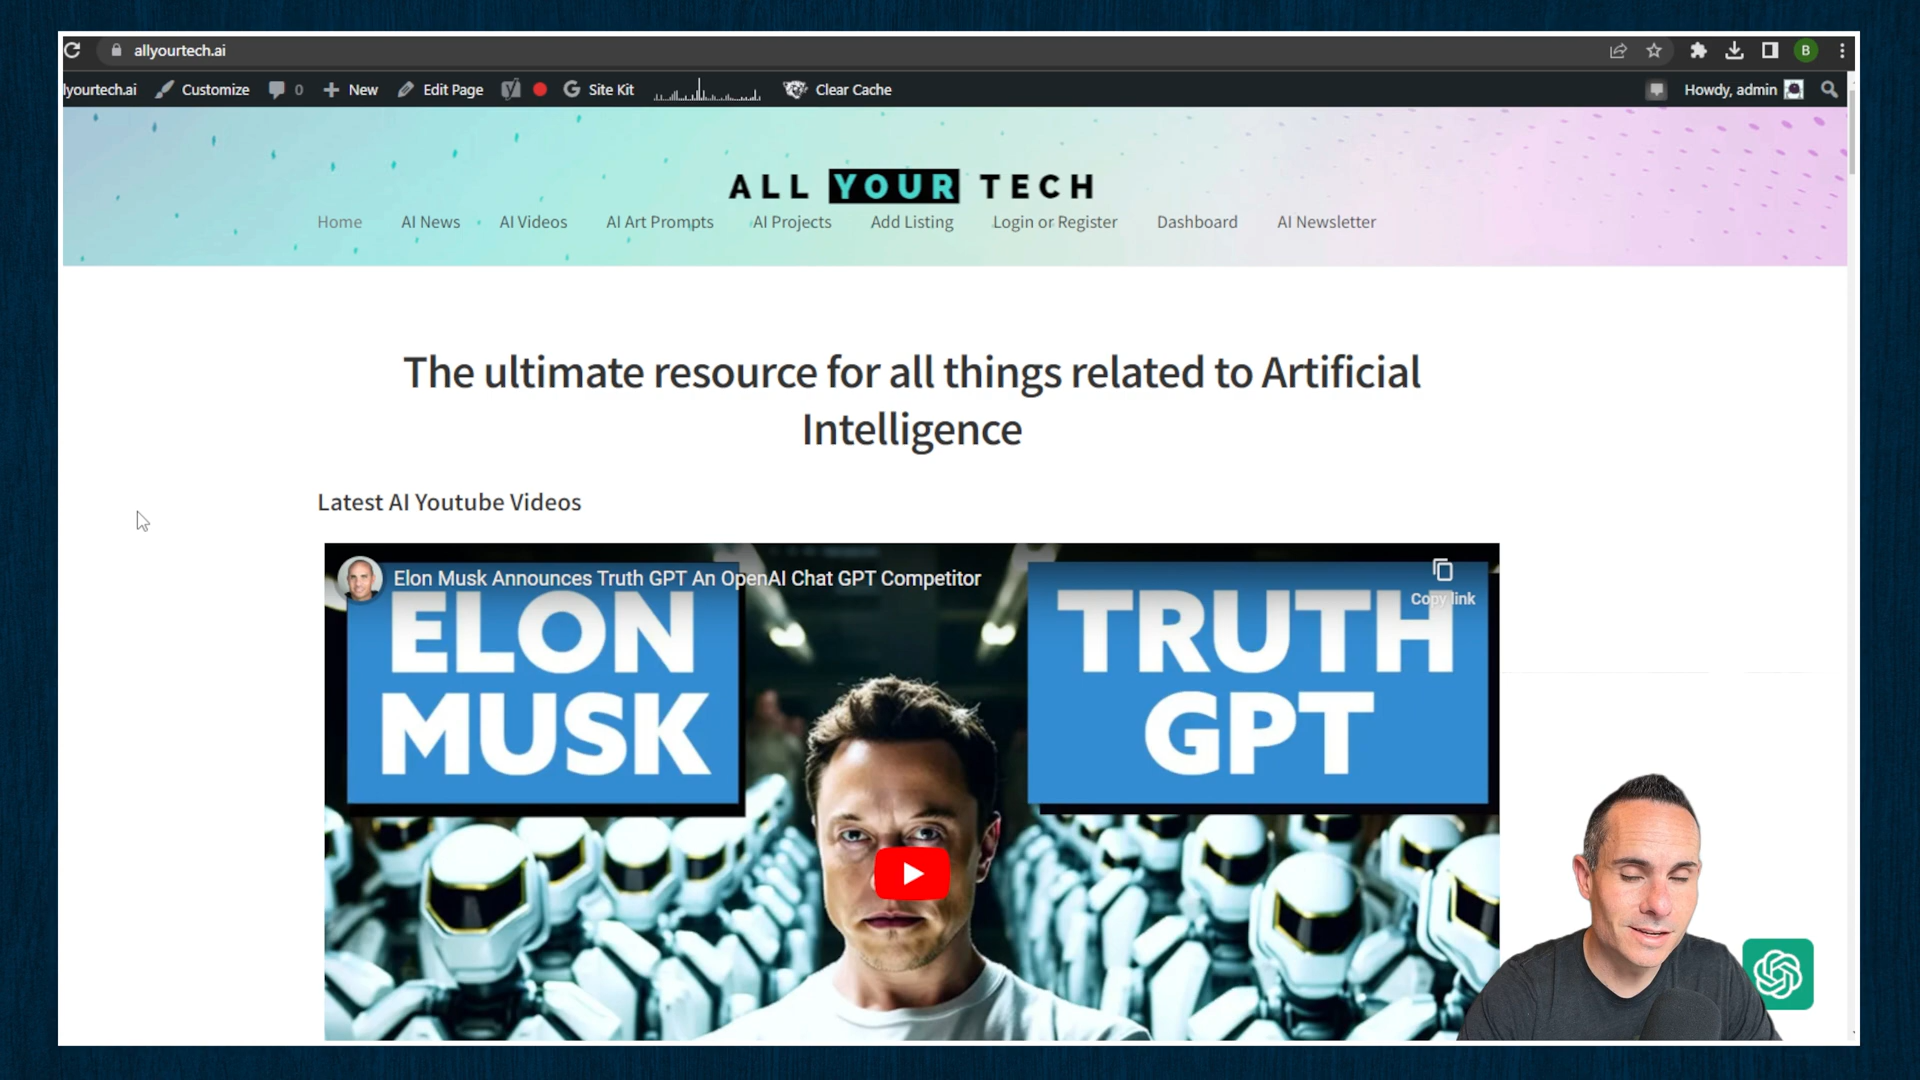 allyourtech.ai
B
lyourtech.ai Customize 0 New Edit Page Site Kit Clear Cache Howdy, admin
ALL YOUR TECH
Home AI News AI Videos AI Art Prompts AI Projects Add Listing Login or Register Dashboard AI Newsletter
The ultimate resource for all things related to Artificial
Intelligence
Latest AI Youtube Videos
Elon Musk Announces Truth GPT An OpenAI Chat GPT Competitor
Copy link
ELON
MUSK
TRUTH
GPT